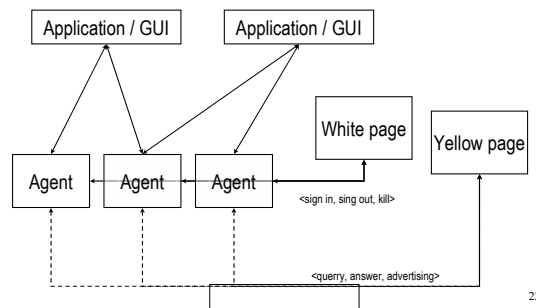 Application / GUI
Application / GUI
White page
Yellow page
Agent
Agent
Agent
<sign in, sing out, kill>
<querry, answer, advertising>